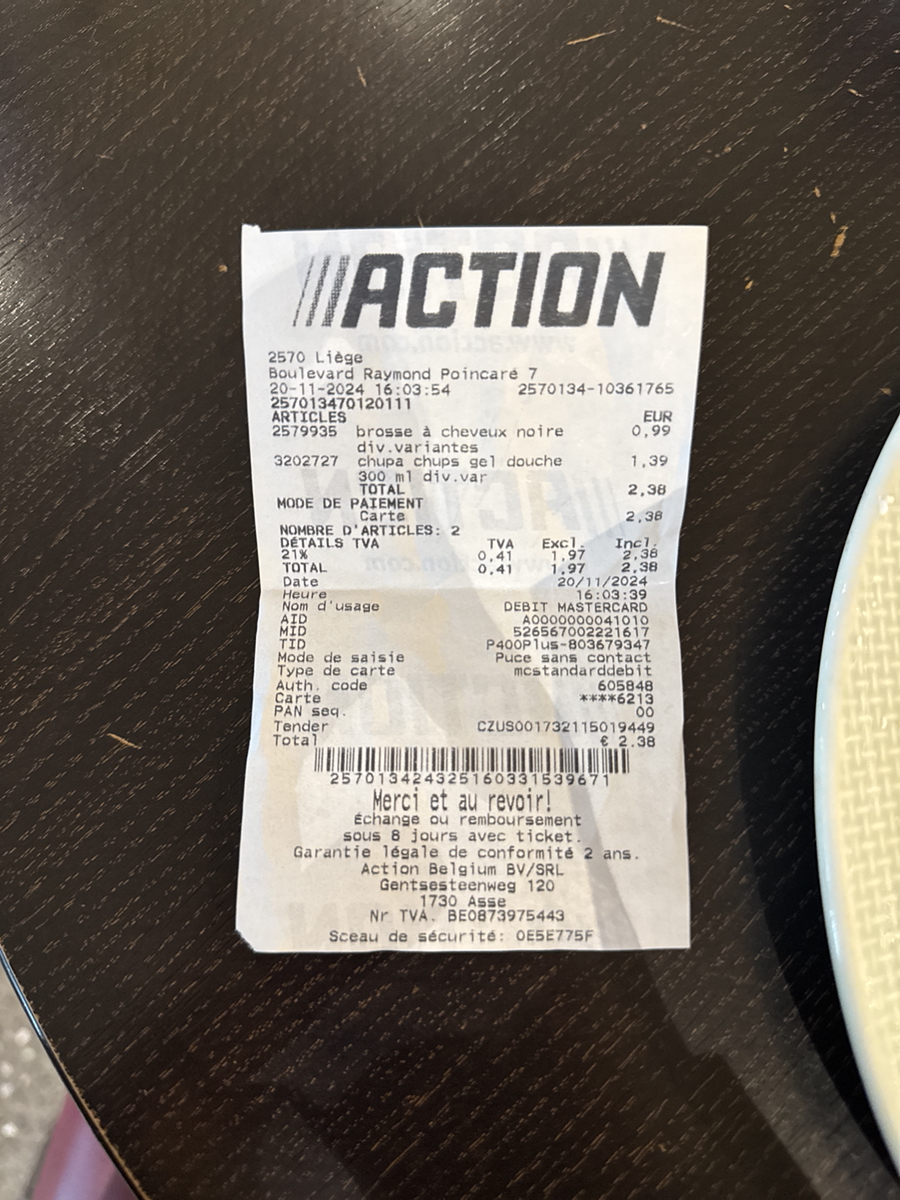 ACTION
2570 Liège
Boulevard Raymond Poincaré 7
20-11-2024 16:03:54 2570134-10361765
257013470120111
ARTICLES EUR
2579935 brosse à cheveux noire 0,99
div.variantes
3202727 chupa chups gel douche 1,39
300 ml div.var
TOTAL 2,38
MODE DE PAIEMENT
Carte 2,38
NOMBRE D'ARTICLES: 2
DÉTAILS TVA TVA Excl. Incl.
21% 0,41 1,97 2,38
TOTAL 0,41 1,97 2,38
Date 20/11/2024
Heure 16:03:39
Nom d'usage DEBIT MASTERCARD
AID A0000000041010
MID 526567002221617
TID P400Plus-803679347
Mode de saisie Puce sans contact
Type de carte mcstandarddebit
Auth. code 605848
Carte ****6213
PAN seq. 00
Tender CZUS001732115019449
Total € 2.38
257013424325160331539671
Merci et au revoir!
Échange ou remboursement
sous 8 jours avec ticket.
Garantie légale de conformité 2 ans.
Action Belgium BV/SRL
Gentsesteenweg 120
1730 Asse
Nr TVA. BE0873975443
Sceau de sécurité: 0E5E775F